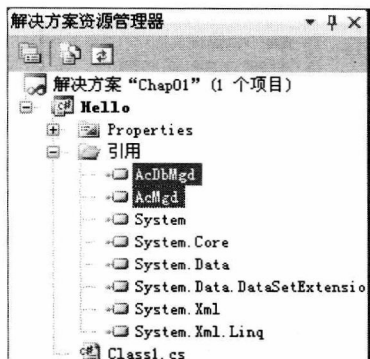 解决方案资源管理器
解决方案 “Chap01” (1 个项目)
Hello
Properties
引用
AcDbMgd
AcMgd
System
System.Core
System.Data
System.Data.DataSetExtensio
System.Xml
System.Xml.Linq
Class1.cs